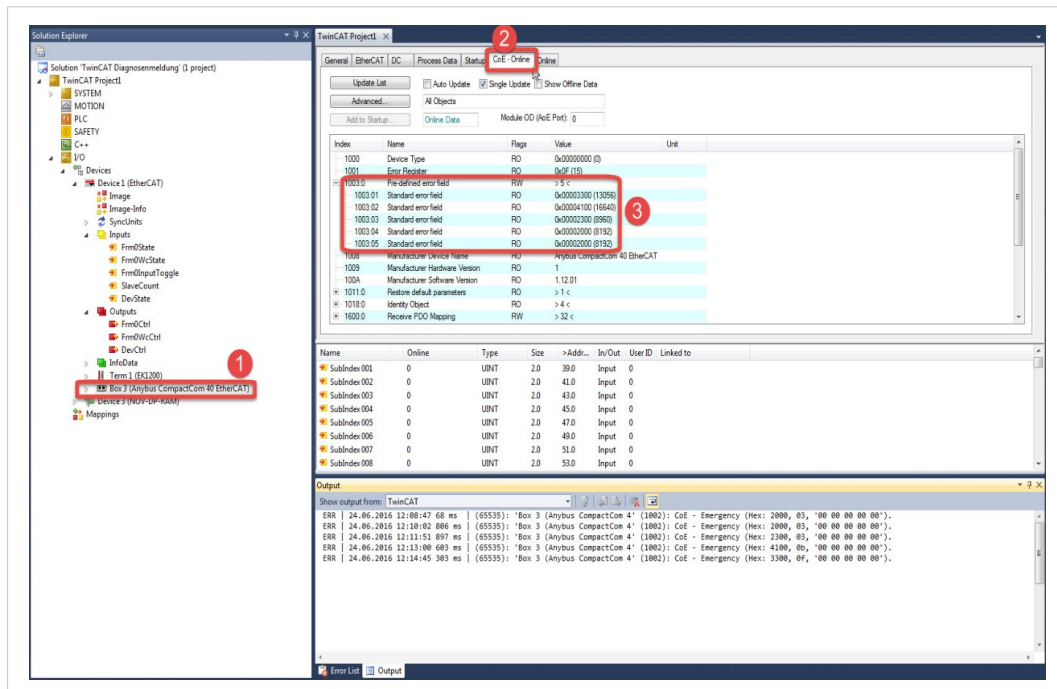 Solution Explorer
Solution 'TwinCAT Diagnosenmeldung' (1 project)
TwinCAT Project1
SYSTEM
MOTION
PLC
SAFETY
C++
I/O
Devices
Device 1 (EtherCAT)
Image
Image-Info
SyncUnits
Inputs
Frm0State
Frm0WcState
Frm0InputToggle
SlaveCount
DevState
Outputs
Frm0Ctrl
Frm0WcCtrl
DevCtrl
InfoData
1
Term 1 (EK1200)
Box 3 (Anybus CompactCom 40 EtherCAT)
Device 3 (NOV-DP-RAM)
Mappings
TwinCAT Project1
2
General EtherCAT DC Process Data Startup CoE - Online Online
Update List Auto Update Single Update Show Offline Data
Advanced... All Objects
Add to Startup... Online Data Module OD (AoE Port): 0
Index Name Flags Value Unit
1000 Device Type RO 0x00000000 (0)
1001 Error Register RO 0x0F (15)
1003:0 Pre-defined error field RW > 5 <
1003:01 Standard error field RO 0x00003300 (13056)
1003:02 Standard error field RO 0x00004100 (16640)
1003:03 Standard error field RO 0x00002300 (8960)
1003:04 Standard error field RO 0x00002000 (8192)
1003:05 Standard error field RO 0x00002000 (8192)
3
1008 Manufacturer Device Name RO Anybus CompactCom 40 EtherCAT
1009 Manufacturer Hardware Version RO 1
100A Manufacturer Software Version RO 1.12.01
1011:0 Restore default parameters RO > 1 <
1018:0 Identity Object RO > 4 <
1600:0 Receive PDO Mapping RW > 32 <
Name Online Type Size >Addr... In/Out User ID Linked to
SubIndex 001 0 UINT 2.0 39.0 Input 0
SubIndex 002 0 UINT 2.0 41.0 Input 0
SubIndex 003 0 UINT 2.0 43.0 Input 0
SubIndex 004 0 UINT 2.0 45.0 Input 0
SubIndex 005 0 UINT 2.0 47.0 Input 0
SubIndex 006 0 UINT 2.0 49.0 Input 0
SubIndex 007 0 UINT 2.0 51.0 Input 0
SubIndex 008 0 UINT 2.0 53.0 Input 0
Output
Show output from: TwinCAT
ERR | 24.06.2016 12:08:47 68 ms | (65535): 'Box 3 (Anybus CompactCom 4' (1002): CoE - Emergency (Hex: 2000, 03, '00 00 00 00 00').
ERR | 24.06.2016 12:10:02 806 ms | (65535): 'Box 3 (Anybus CompactCom 4' (1002): CoE - Emergency (Hex: 2000, 03, '00 00 00 00 00').
ERR | 24.06.2016 12:11:51 897 ms | (65535): 'Box 3 (Anybus CompactCom 4' (1002): CoE - Emergency (Hex: 2300, 03, '00 00 00 00 00').
ERR | 24.06.2016 12:13:00 603 ms | (65535): 'Box 3 (Anybus CompactCom 4' (1002): CoE - Emergency (Hex: 4100, 0b, '00 00 00 00 00').
ERR | 24.06.2016 12:14:45 303 ms | (65535): 'Box 3 (Anybus CompactCom 4' (1002): CoE - Emergency (Hex: 3300, 0f, '00 00 00 00 00').
Error List Output